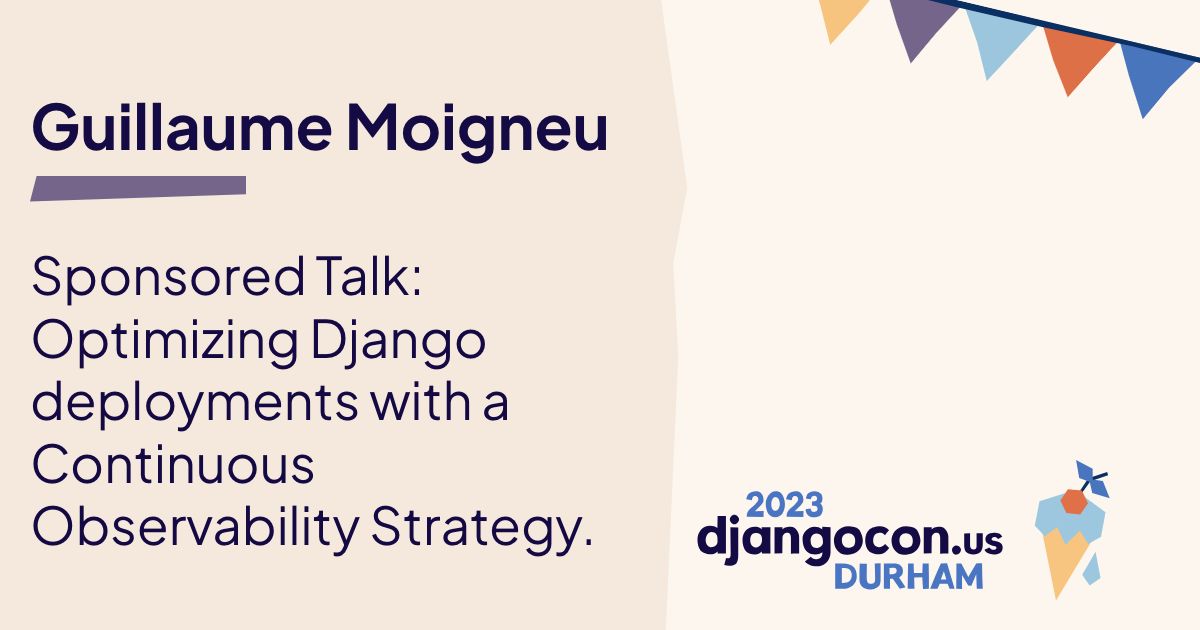 Guillaume Moigneu
Sponsored Talk:
Optimizing Django
deployments with a
Continuous
Observability Strategy.
2023
djangocon.us
DURHAM